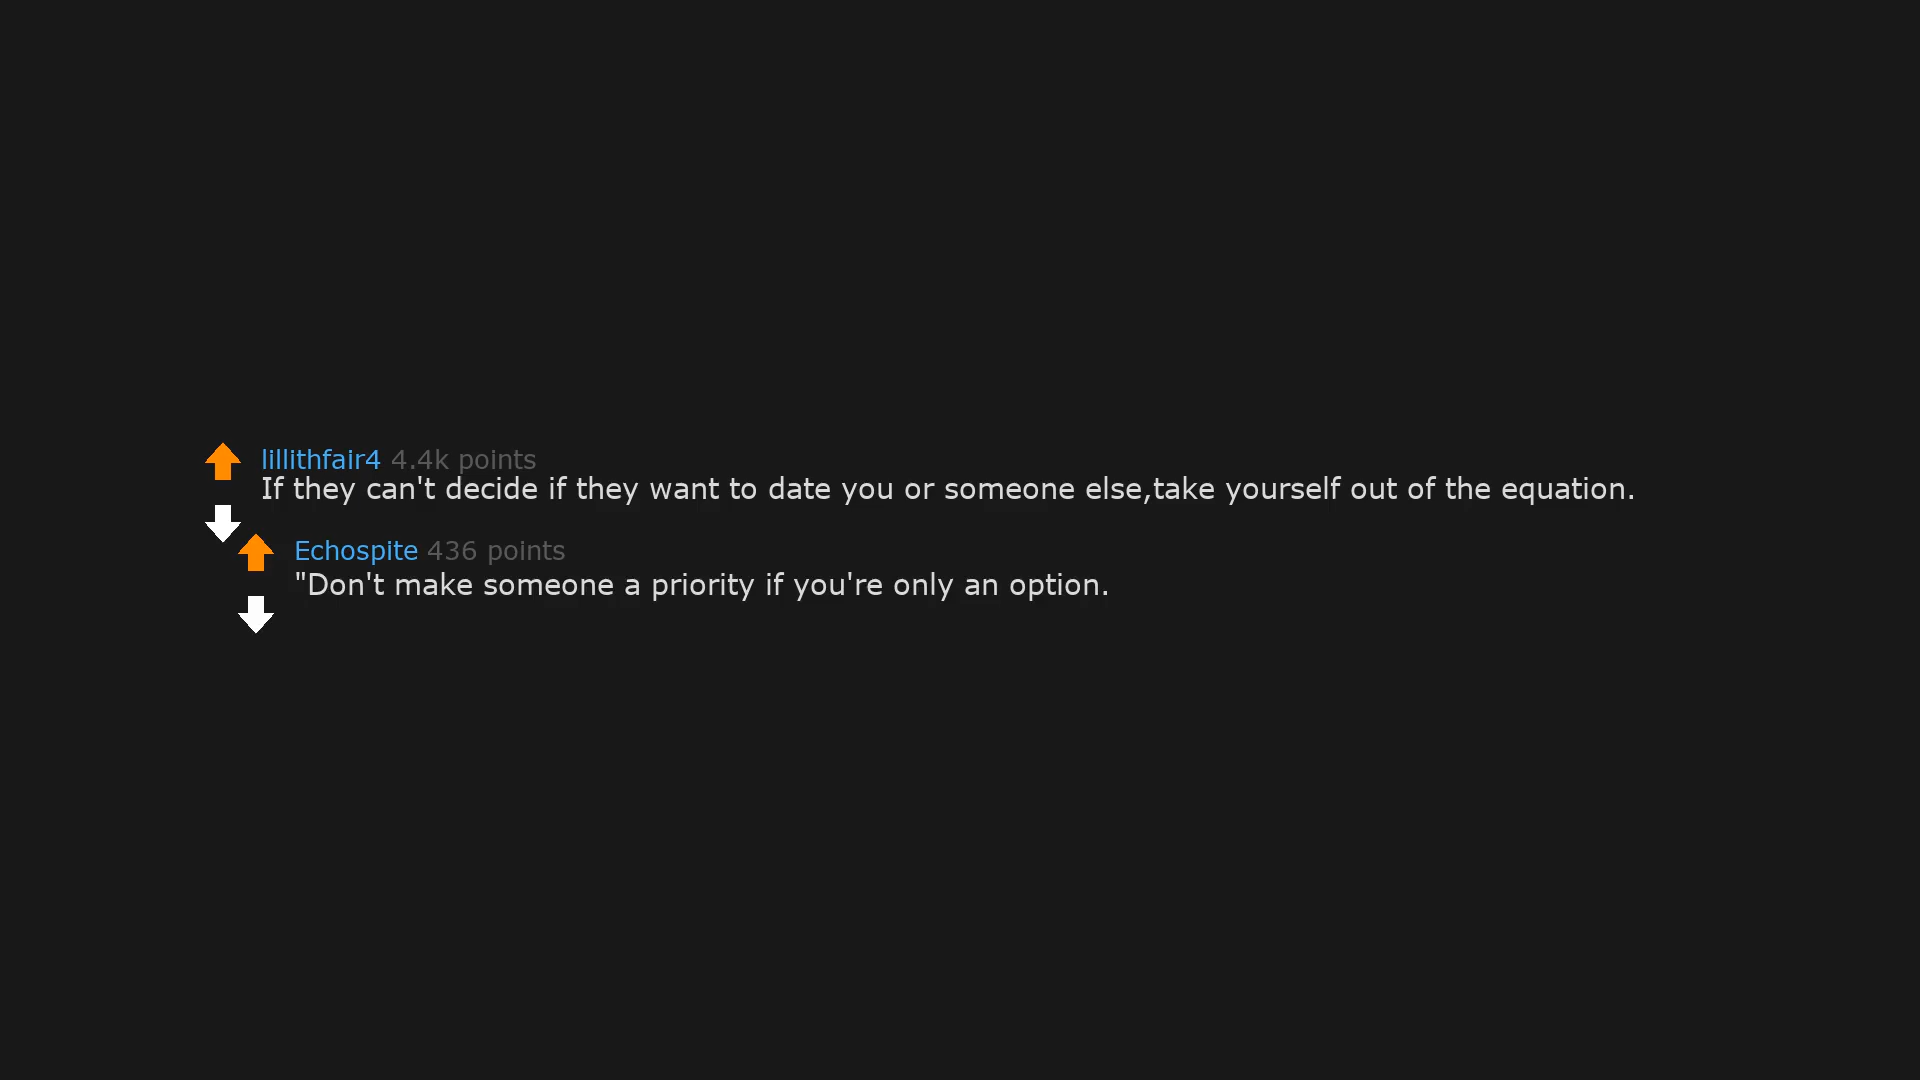 lillithfair4 4.4k points
If they can't decide if they want to date you or someone else,take yourself out of the equation.
Echospite 436 points
"Don't make someone a priority if you're only an option.